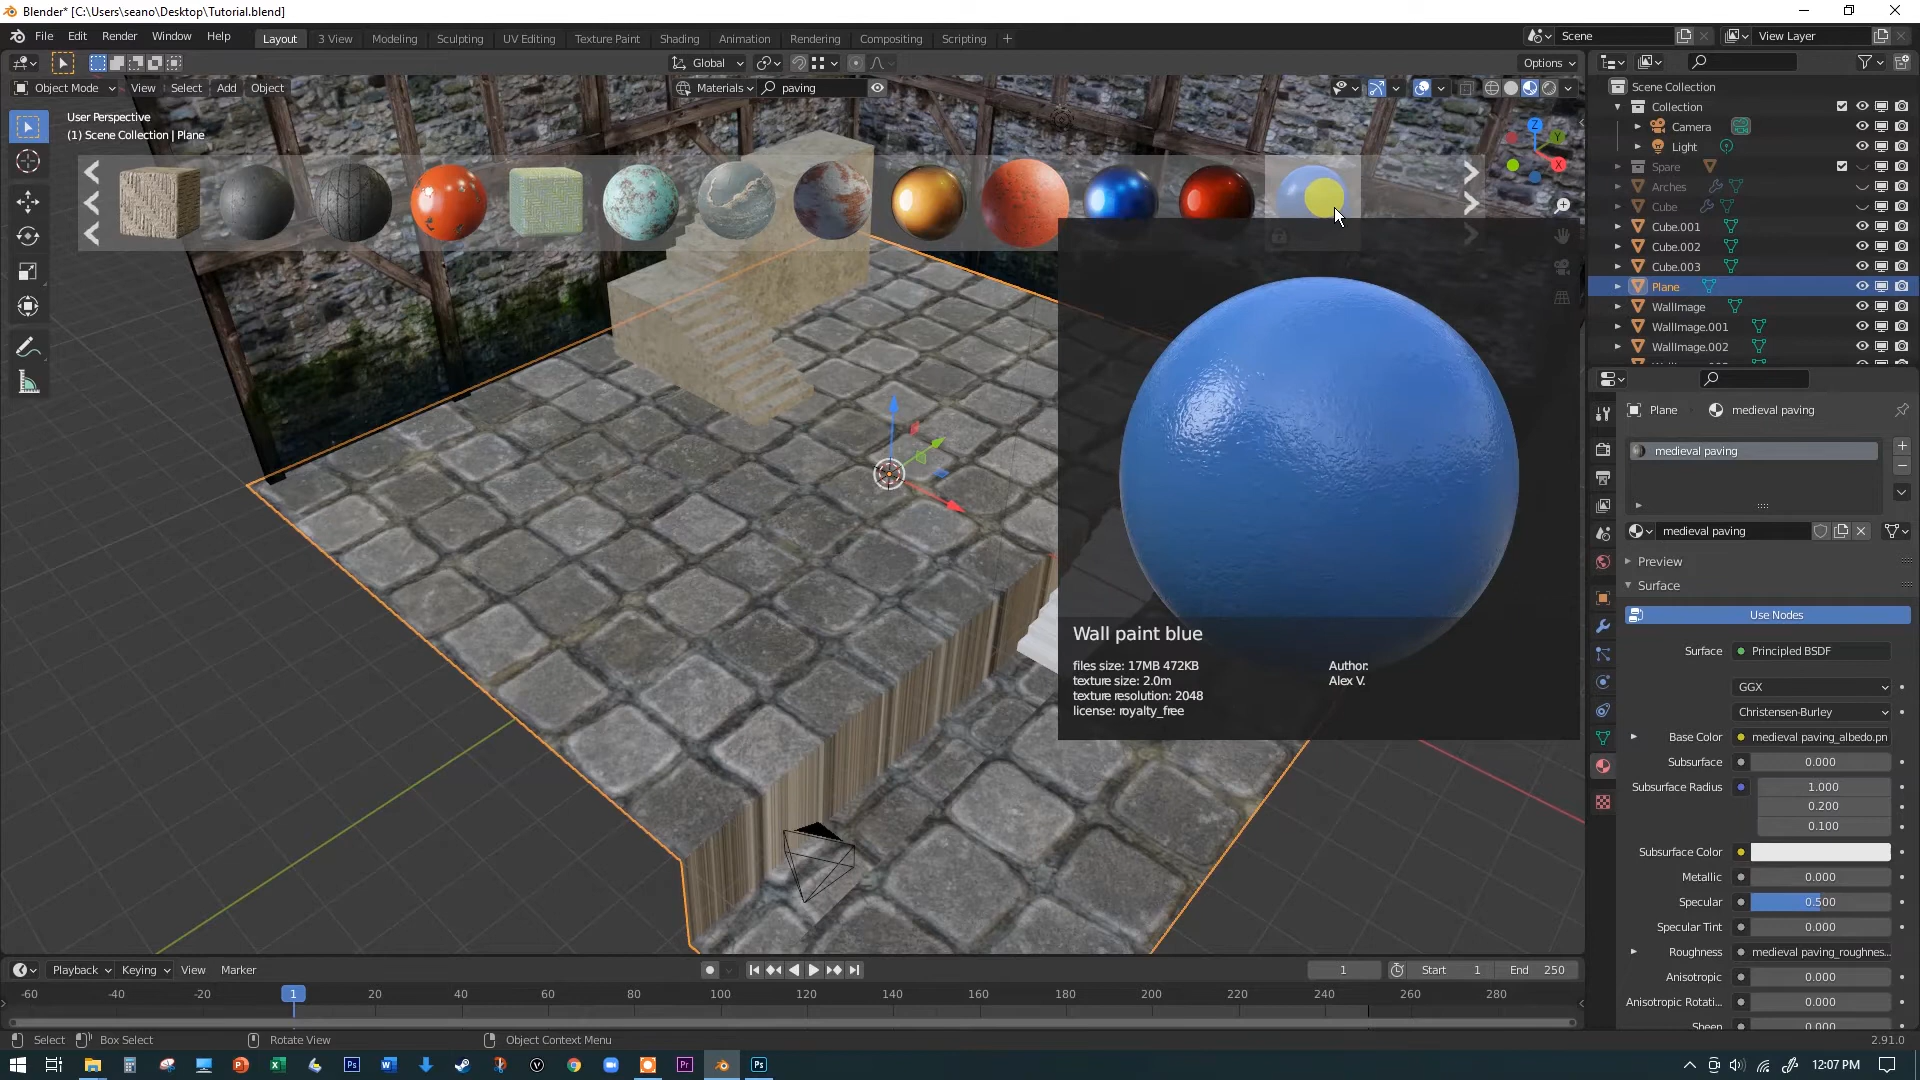 Blender* [C:\Users\seano\Desktop\Tutorial.blend]
File Edit Render Window Help
Layout 3 View Modeling Sculpting UV Editing Texture Paint Shading Animation Rendering Compositing Scripting +
Scene
View Layer
Global
Options
Object Mode View Select Add Object
Materials paving
User Perspective
(1) Scene Collection | Plane
Z
Y
X
Wall paint blue
files size: 17MB 472KB
texture size: 2.0m
texture resolution: 2048
license: royalty_free
Author:
Alex V.
Scene Collection
Collection
Camera
Light
Spare
Arches
Cube
Cube.001
Cube.002
Cube.003
Plane
WallImage
WallImage.001
WallImage.002
Plane medieval paving
medieval paving
medieval paving
Preview
Surface
Use Nodes
Surface Principled BSDF
GGX
Christensen-Burley
Base Color medieval paving_albedo.pn
Subsurface 0.000
Subsurface Radius 1.000
0.200
0.100
Subsurface Color
Metallic 0.000
Specular 0.500
Specular Tint 0.000
Roughness medieval paving_roughnes...
Anisotropic 0.000
Anisotropic Rotati... 0.000
Sheen 0.000
Playback Keying View Marker
1 Start 1 End 250
-60 -40 -20 1 20 40 60 80 100 120 140 160 180 200 220 240 260 280
Select Box Select Rotate View Object Context Menu 2.91.0
12:07 PM